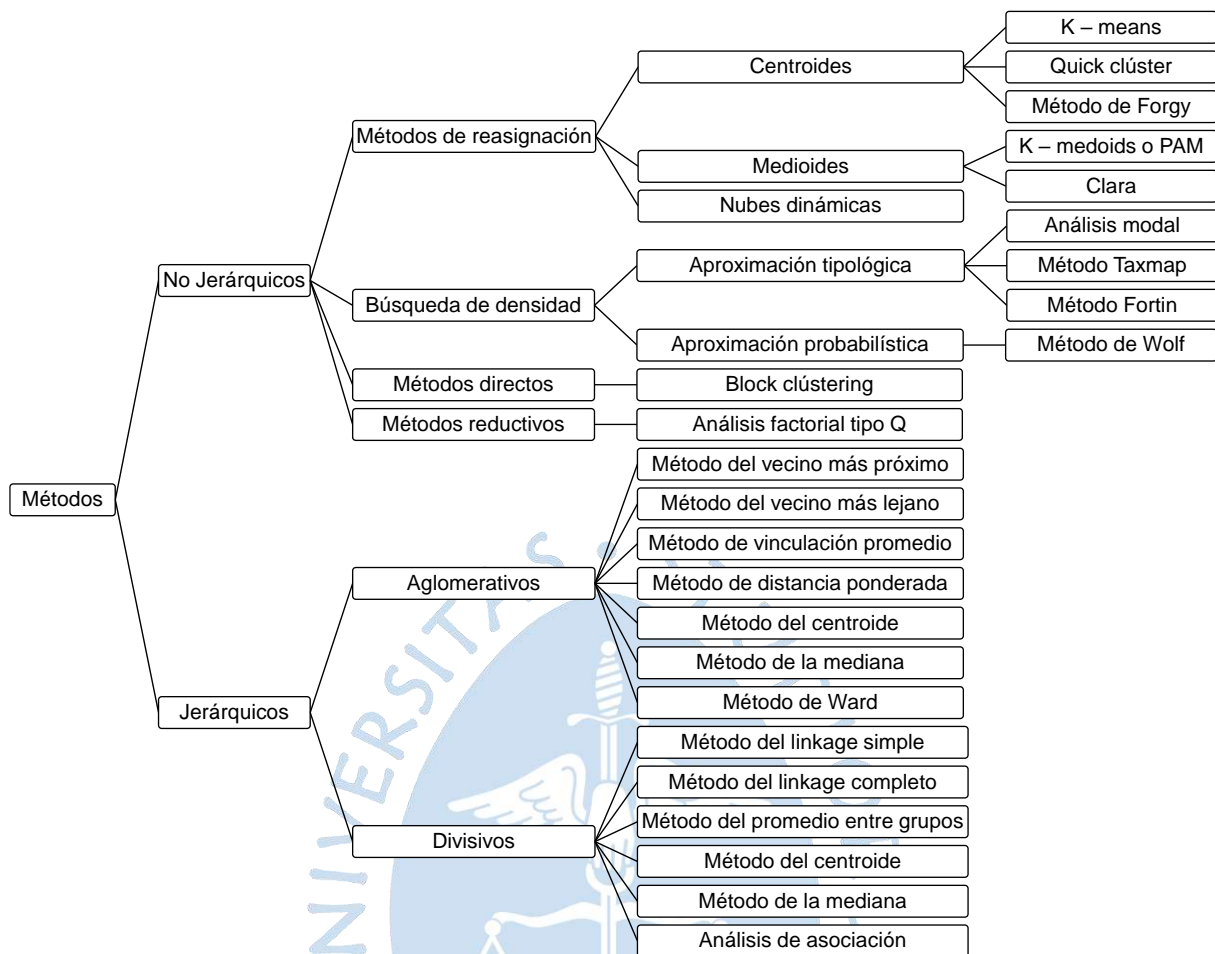 K – means
Centroides
Quick clúster
Método de Forgy
Métodos de reasignación
K – medoids o PAM
Medioides
Clara
Nubes dinámicas
Análisis modal
Aproximación tipológica
Método Taxmap
No Jerárquicos
Búsqueda de densidad
Método Fortin
Aproximación probabilística
Método de Wolf
Métodos directos
Block clústering
Métodos reductivos
Análisis factorial tipo Q
Método del vecino más próximo
Métodos
Método del vecino más lejano
Método de vinculación promedio
Aglomerativos
Método de distancia ponderada
Método del centroide
Método de la mediana
Jerárquicos
Método de Ward
Método del linkage simple
Método del linkage completo
Método del promedio entre grupos
Divisivos
Método del centroide
Método de la mediana
Análisis de asociación
NIVERSITAS